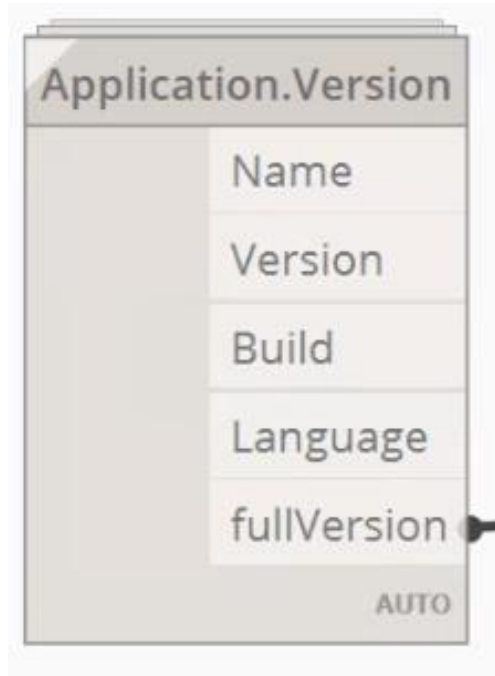 Application.Version
Name
Version
Build
Language
fullVersion
AUTO